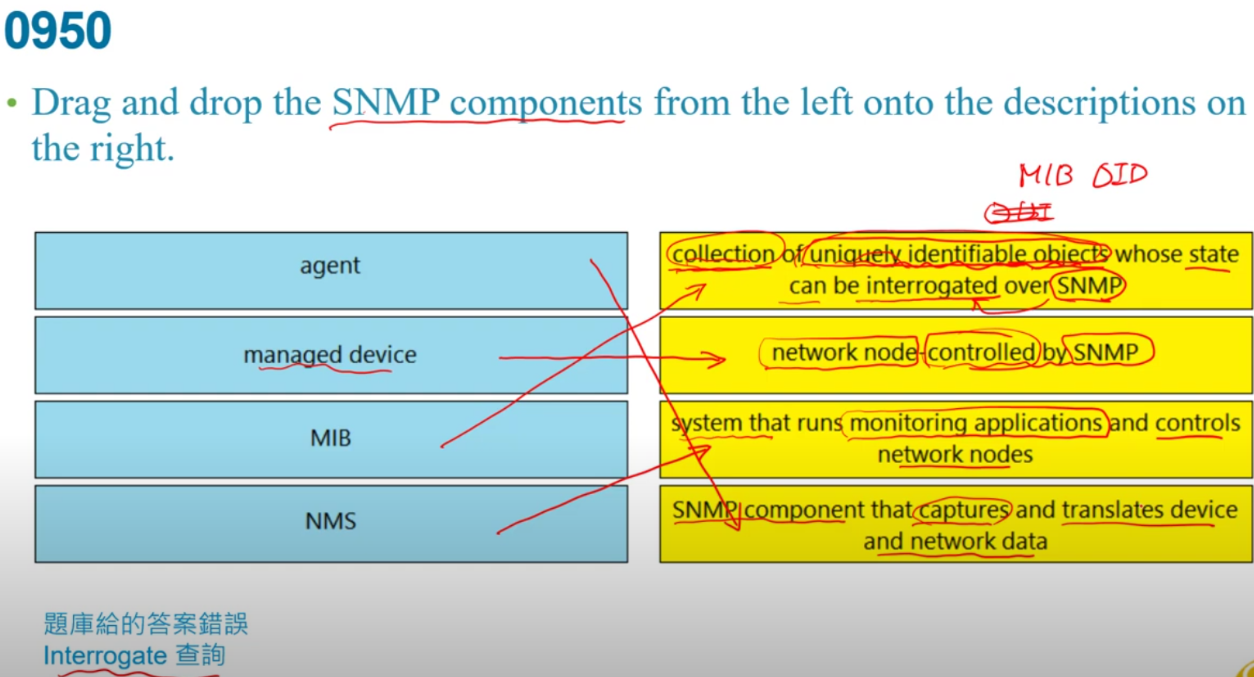 0950
• Drag and drop the SNMP components from the left onto the descriptions on
the right.
MIB OID
agent
collection of uniquely identifiable objects whose state
can be interrogated over SNMP
managed device
network node controlled by SNMP
MIB
system that runs monitoring applications and controls
network nodes
NMS
SNMP component that captures and translates device
and network data
題庫給的答案錯誤
Interrogate 查詢